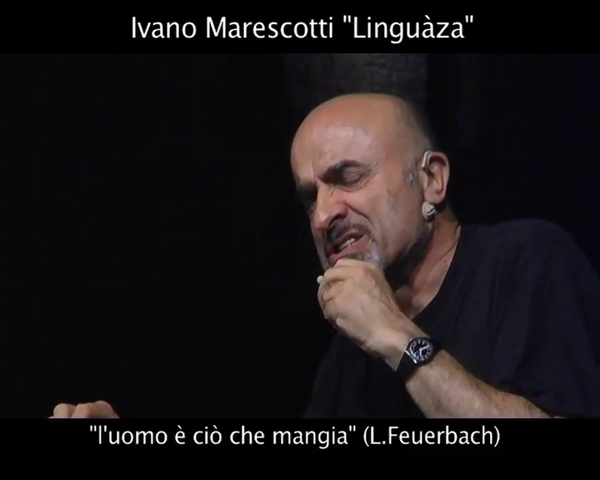 Ivano Marescotti "Linguàza"
"l'uomo è ciò che mangia" (L.Feuerbach)